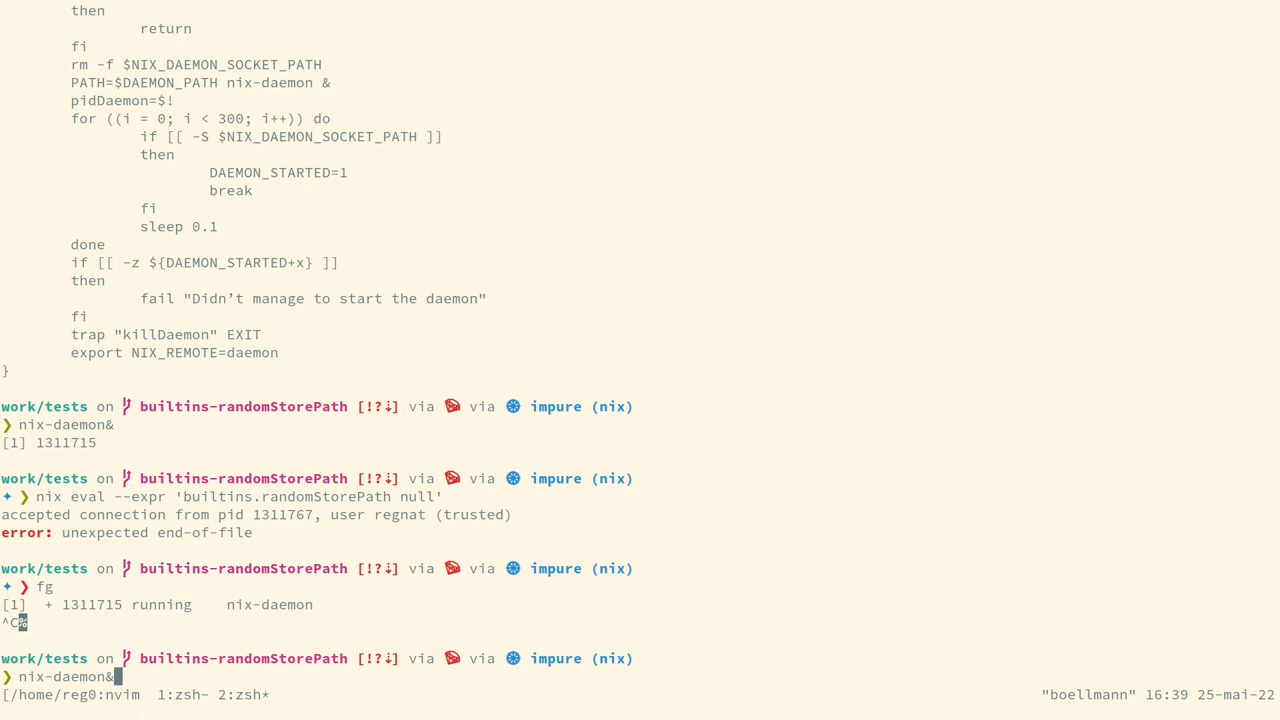 then
return
fi
rm -f $NIX_DAEMON_SOCKET_PATH
PATH=$DAEMON_PATH nix-daemon &
pidDaemon=$!
for ((i = 0; i < 300; i++)) do
if [[ -S $NIX_DAEMON_SOCKET_PATH ]]
then
DAEMON_STARTED=1
break
fi
sleep 0.1
done
if [[ -z ${DAEMON_STARTED+x} ]]
then
fail "Didn’t manage to start the daemon"
fi
trap "killDaemon" EXIT
export NIX_REMOTE=daemon
}
work/tests on builtins-randomStorePath [!?⇣] via via impure (nix)
❯ nix-daemon&
[1] 1311715
work/tests on builtins-randomStorePath [!?⇣] via via impure (nix)
✦ ❯ nix eval --expr 'builtins.randomStorePath null'
accepted connection from pid 1311767, user regnat (trusted)
error: unexpected end-of-file
work/tests on builtins-randomStorePath [!?⇣] via via impure (nix)
✦ ❯ fg
[1]  + 1311715 running    nix-daemon
^C%
work/tests on builtins-randomStorePath [!?⇣] via via impure (nix)
❯ nix-daemon&
[/home/reg0:nvim  1:zsh- 2:zsh* "boellmann" 16:39 25-mai-22